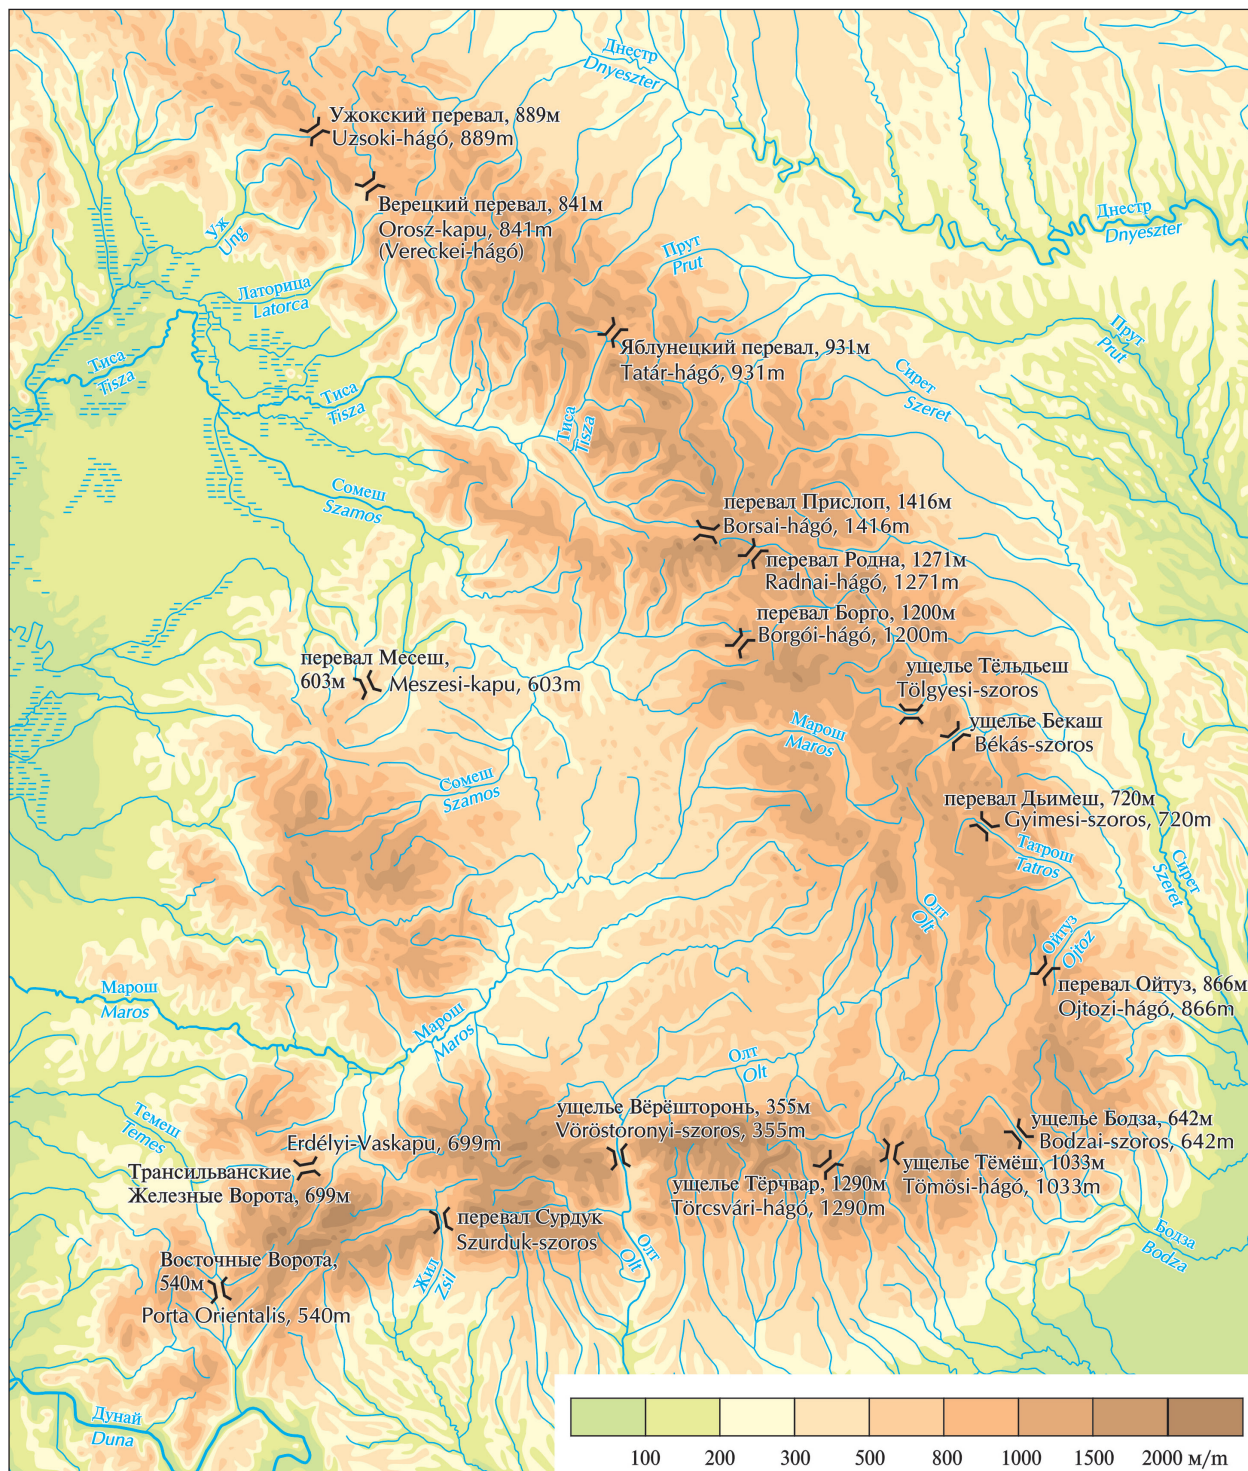 Днестр
Dnyeszter
Ужокский перевал, 889м
Uzsoki-hágó, 889m
Верецкий перевал, 841м
Orosz-kapu, 841m
(Vereckei-hágó)
Уж
Ung
Днестр
Dnyeszter
Прут
Prut
Латорица
Latorca
Прут
Prut
Яблунецкий перевал, 931м
Tatár-hágó, 931m
Тиса
Tisza
Тиса
Tisza
Сирет
Szeret
Тиса
Tisza
Сомеш
Szamos
перевал Прислоп, 1416м
Borsai-hágó, 1416m
перевал Родна, 1271м
Radnai-hágó, 1271m
перевал Борго, 1200м
Borgói-hágó, 1200m
перевал Месеш,
603м
Meszesi-kapu, 603m
ущелье Тёльдьеш
Tölgyesi-szoros
ущелье Бекаш
Békás-szoros
Марош
Maros
Сомеш
Szamos
перевал Дьимеш, 720м
Gyimesi-szoros, 720m
Татрош
Tatros
Сирет
Szeret
Олт
Olt
Ойтуз
Ojtoz
перевал Ойтуз, 866м
Ojtozi-hágó, 866m
Марош
Maros
Марош
Maros
Олт
Olt
Темеш
Temes
ущелье Вёрёшторонь, 355м
Vöröstoronyi-szoros, 355m
ущелье Бодза, 642м
Bodzai-szoros, 642m
Erdélyi-Vaskapu, 699m
Трансильванские
Железные Ворота, 699м
ущелье Тёмёш, 1033м
Tömösi-hágó, 1033m
ущелье Тёрчвар, 1290м
Törcsvári-hágó, 1290m
перевал Сурдук
Szurduk-szoros
Олт
Olt
Бодза
Bodza
Жил
Zsil
Восточные Ворота,
540м
Porta Orientalis, 540m
Дунай
Duna
100 200 300 500 800 1000 1500 2000 м/m